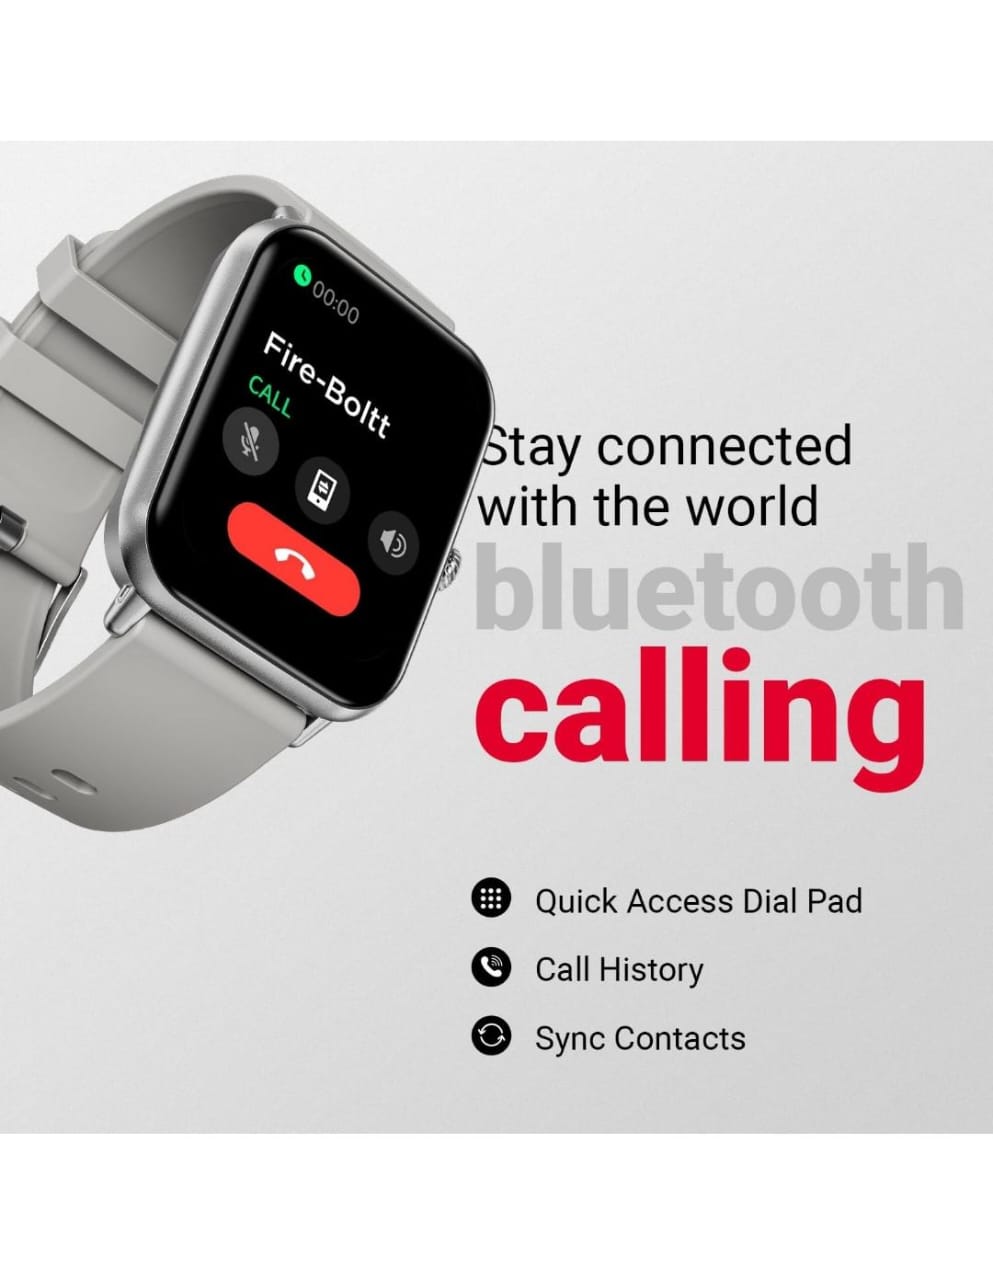 00:00
Fire-Boltt
CALL
Stay connected
with the world
bluetooth
calling
Quick Access Dial Pad
Call History
Sync Contacts